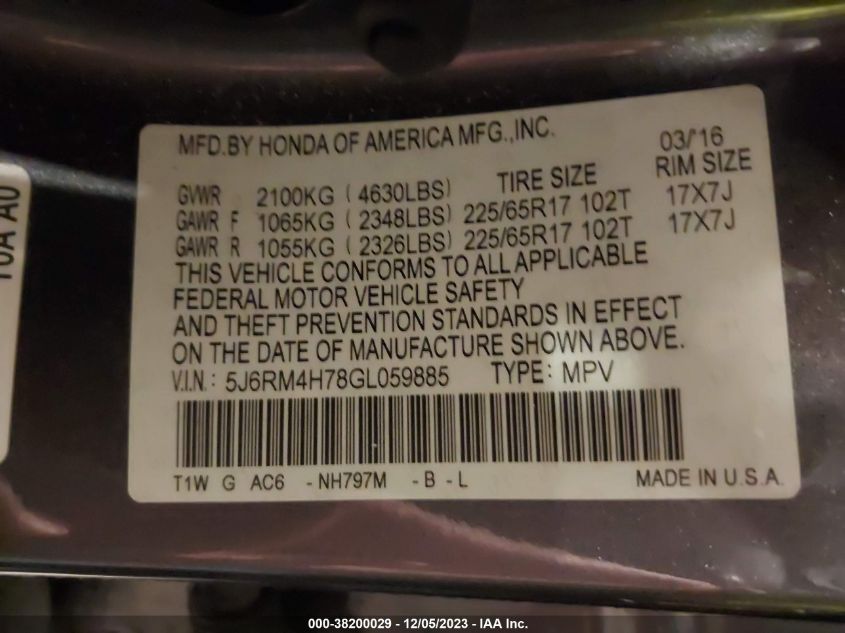 MFD.BY HONDA OF AMERICA MFG.,INC. 03/'16
TIRE SIZE RIM SIZE
GVWR 2100KG ( 4630LBS)
GAWR F 1065KG ( 2348LBS) 225/65R17 102T 17X7J
GAWR R 1055KG ( 2326LBS) 225/65R17 102T 17X7J
THIS VEHICLE CONFORMS TO ALL APPLICABLE
FEDERAL MOTOR VEHICLE SAFETY
AND THEFT PREVENTION STANDARDS IN EFFECT
ON THE DATE OF MANUFACTURE SHOWN ABOVE.
V.I.N.: 5J6RM4H78GL059885 TYPE: MPV
T1W G AC6 -NH797M -B -L MADE IN U.S.A.
000-38200029 - 12/05/2023 - IAA Inc.